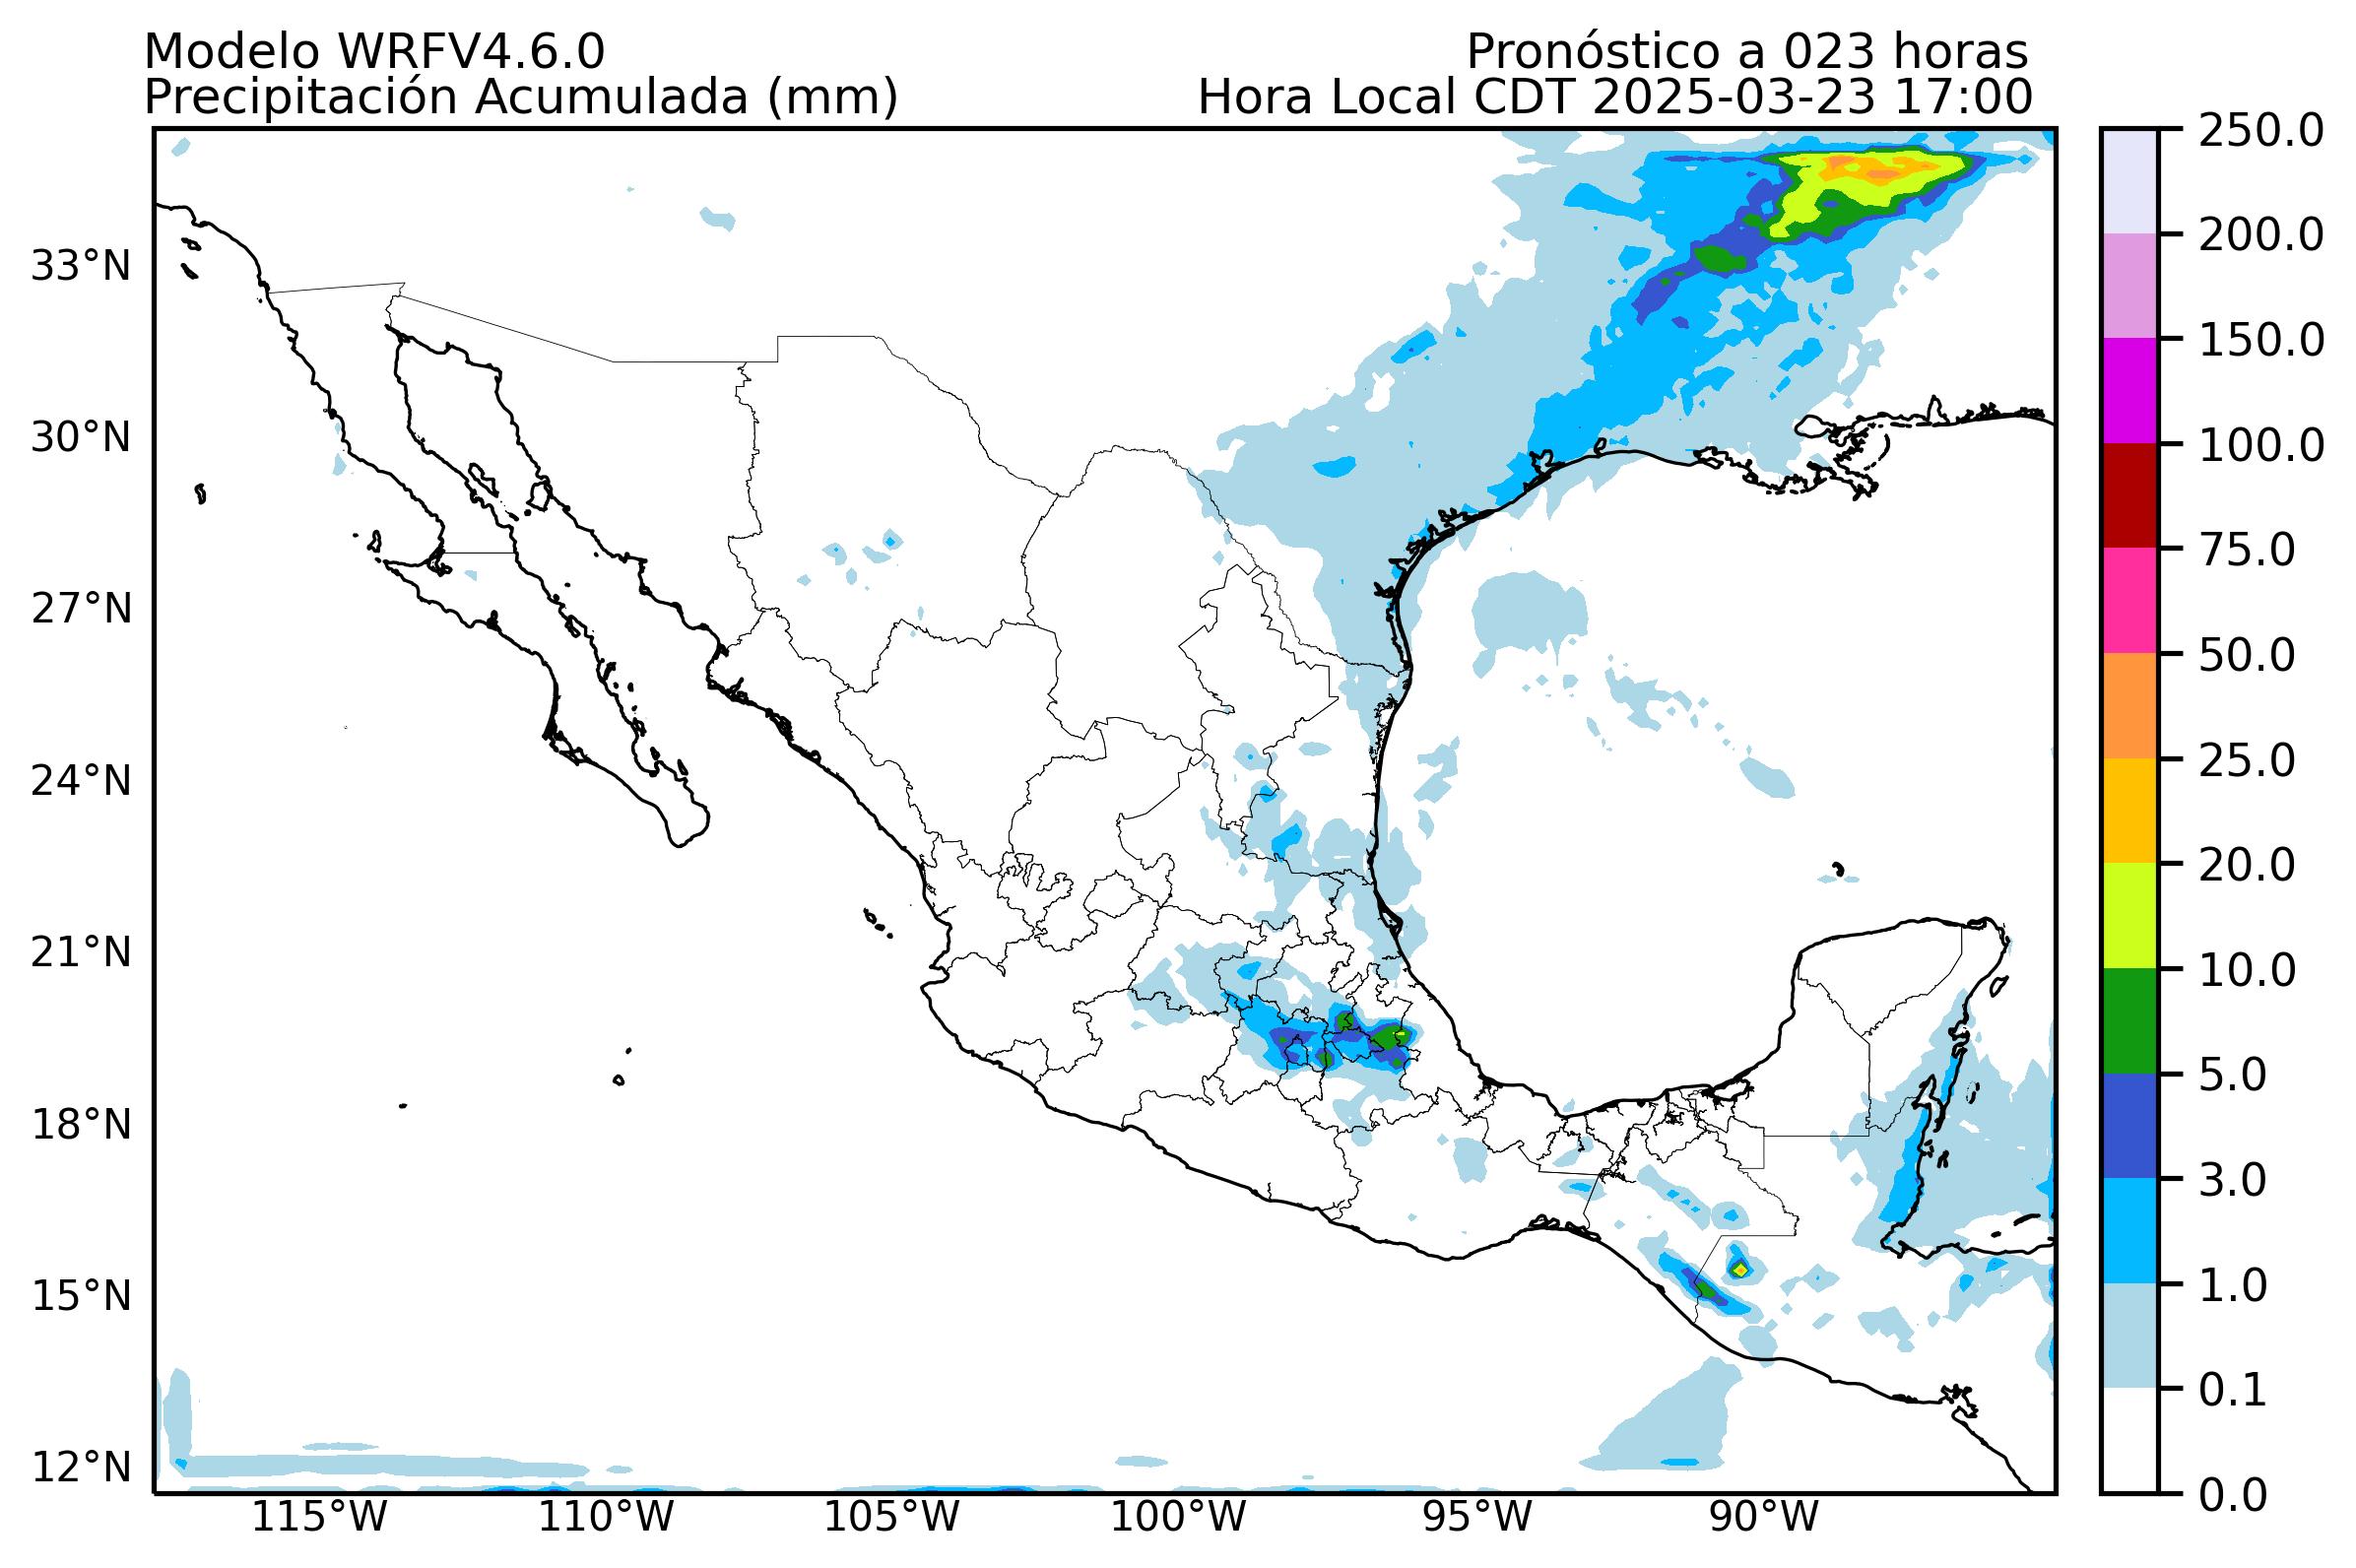 Modelo WRFV4.6.0
Pronóstico a 023 horas
Precipitación Acumulada (mm)
Hora Local CDT 2025-03-23 17:00
33°N
30°N
27°N
24°N
21°N
18°N
15°N
12°N
115°W
110°W
105°W
100°W
95°W
90°W
250.0
200.0
150.0
100.0
75.0
50.0
25.0
20.0
10.0
5.0
3.0
1.0
0.1
0.0